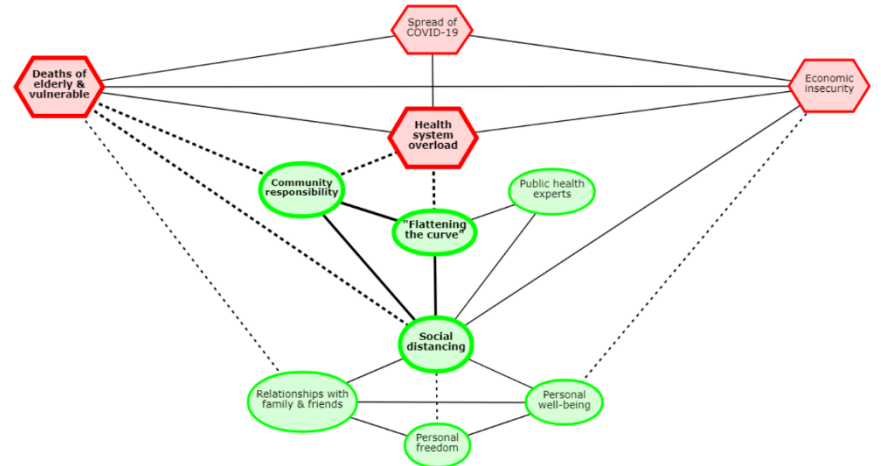 Spread of
COVID-19
Deaths of
elderly &
vulnerable
Economic
insecurity
Health
system
overload
Community
responsibility
Public health
experts
"Flattening
the curve"
Social
distancing
Relationships with
family & friends
Personal
well-being
Personal
freedom